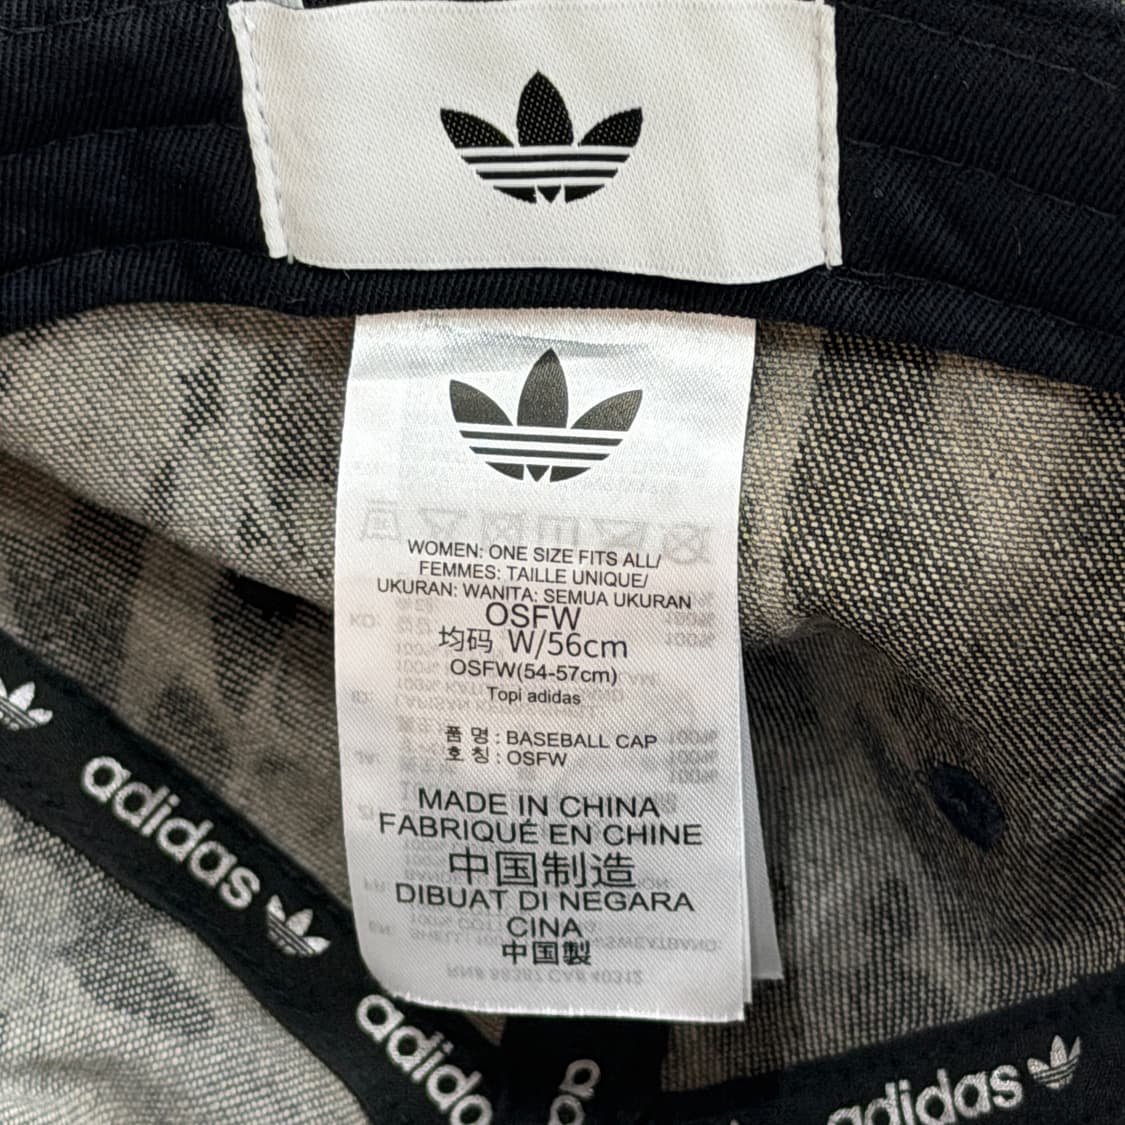 WOMEN: ONE SIZE FITS ALL/
FEMMES: TAILLE UNIQUE/
UKURAN: WANITA: SEMUA UKURAN
OSFW
均码 W/56cm
OSFW(54-57cm)
Topi adidas
품 명 : BASEBALL CAP
호 칭 : OSFW
MADE IN CHINA
FABRIQUÉ EN CHINE
中国制造
DIBUAT DI NEGARA
CINA
中国製
adidas
adidas
adidas